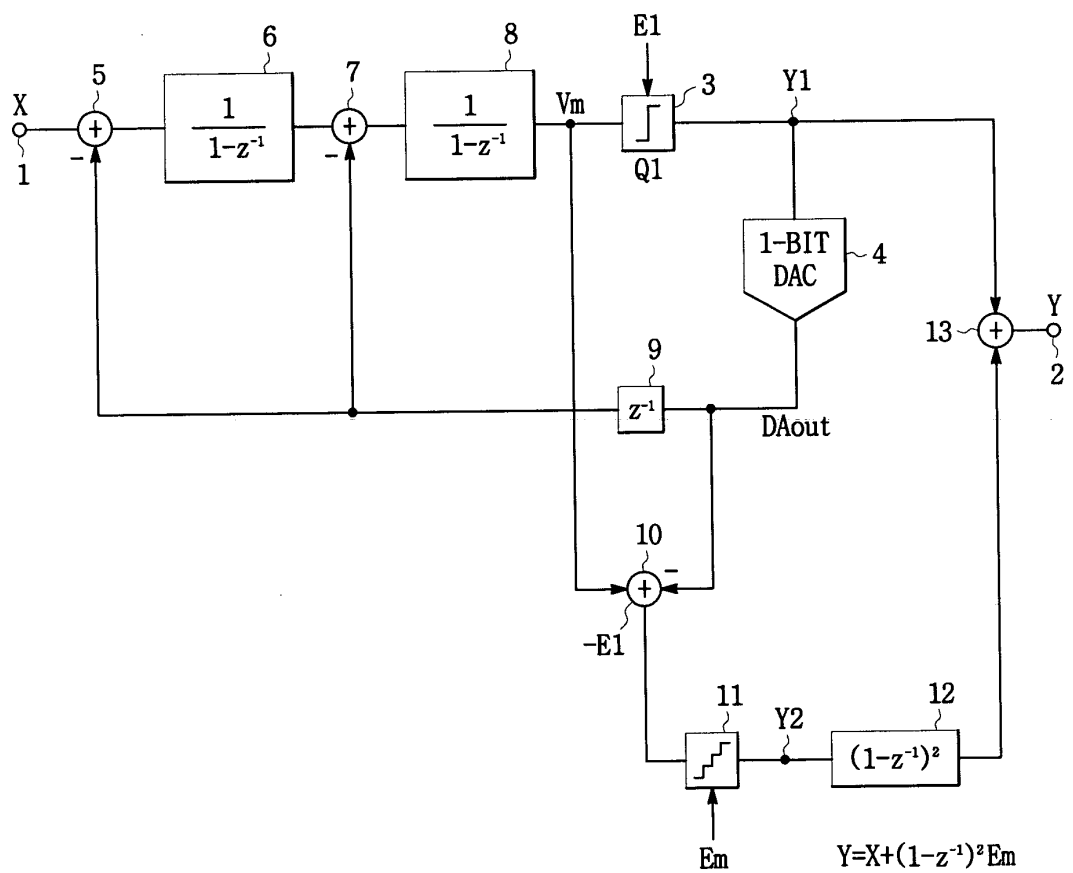 E1
6
8
5
7
Vm
3
Y1
X
+
1
1-z⁻¹
+
1
1-z⁻¹
-
-
1
Q1
1-BIT
DAC
4
Y
13
+
2
9
z⁻¹
DAout
10
-
+
-E1
11
Y2
12
(1-z⁻¹)²
Em
Y=X+(1-z⁻¹)²Em